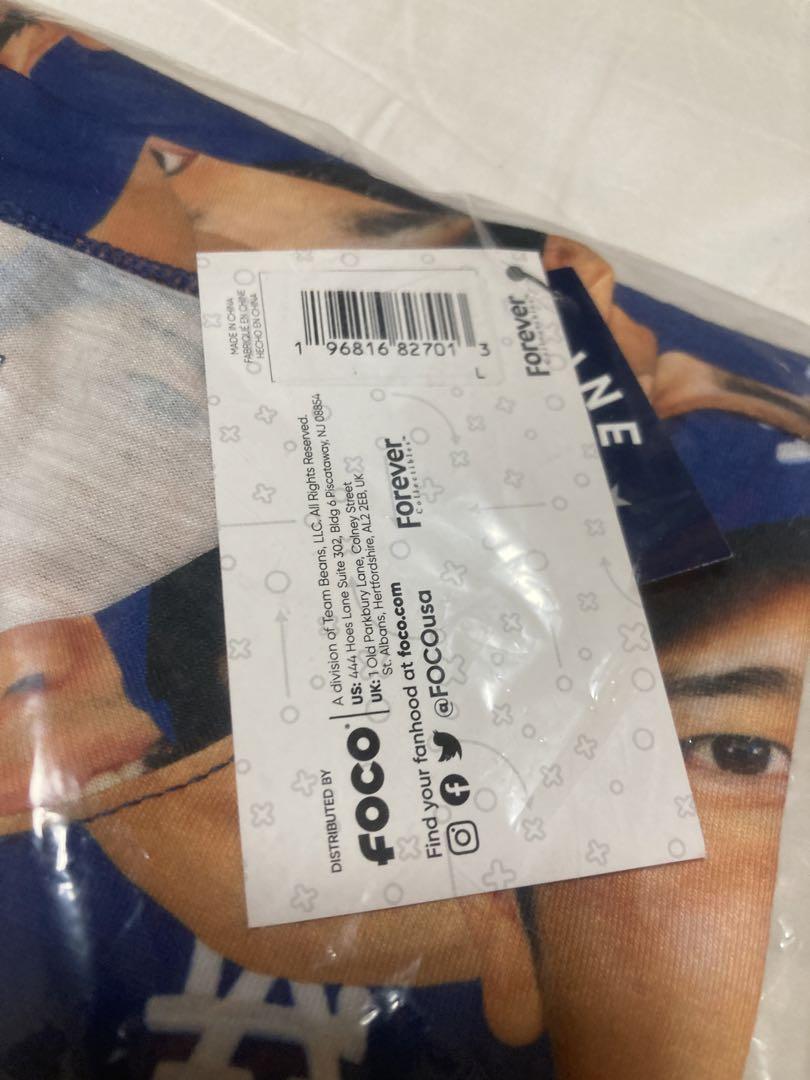 MADE IN CHINA
FABRIQUÉ EN CHINE
HECHO EN CHINA
1 96816 82701 3
Forever
DISTRIBUTED BY
FOCO®
A division of Team Beans, LLC. All Rights Reserved.
US: 444 Hoes Lane Suite 302, Bldg 6 Piscataway, NJ 08854
UK: 1 Old Parkbury Lane, Colney Street
St. Albans, Hertfordshire, AL2 2EB, UK
Forever
Collectibles™
Find your fanhood at foco.com
@FOCOusa
INE
LA